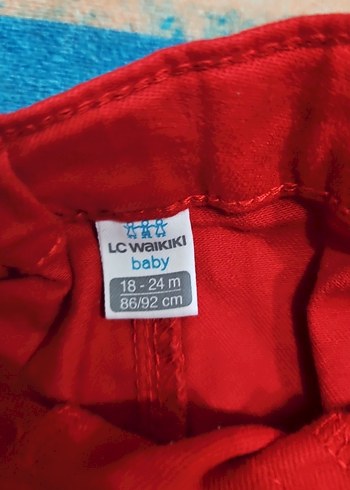 LC WAIKIKI
baby
18 - 24 m
86/92 cm